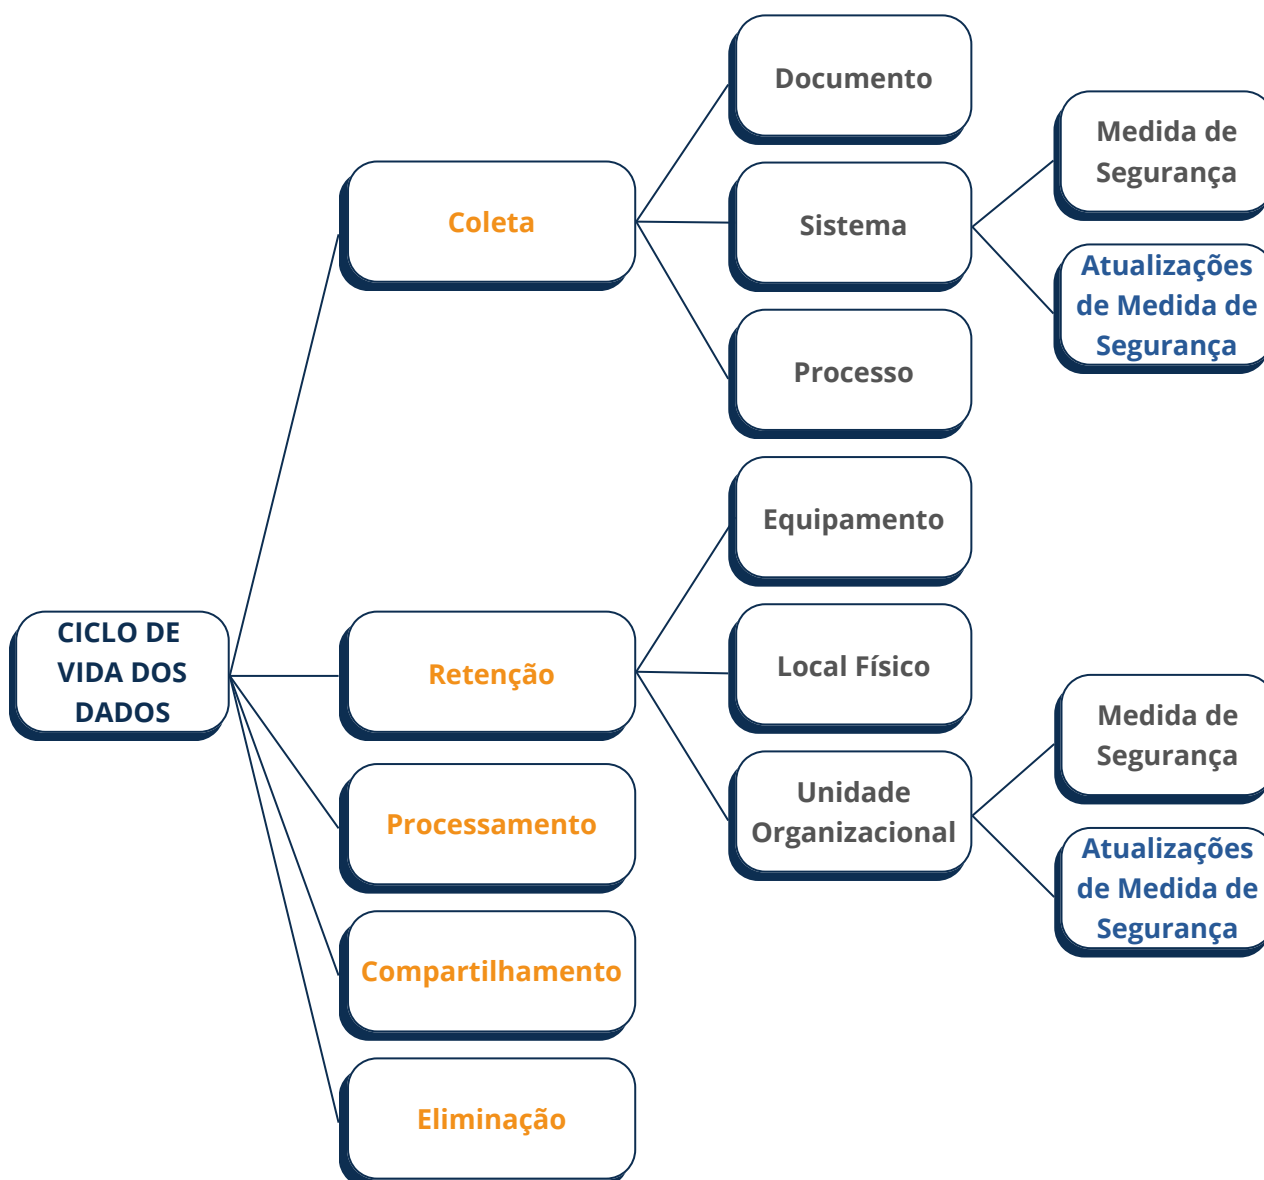 Documento
Medida de
Segurança
Coleta
Sistema
Atualizações
de Medida de
Segurança
Processo
Equipamento
CICLO DE
VIDA DOS
DADOS
Retenção
Local Físico
Medida de
Segurança
Unidade
Organizacional
Processamento
Atualizações
de Medida de
Segurança
Compartilhamento
Eliminação